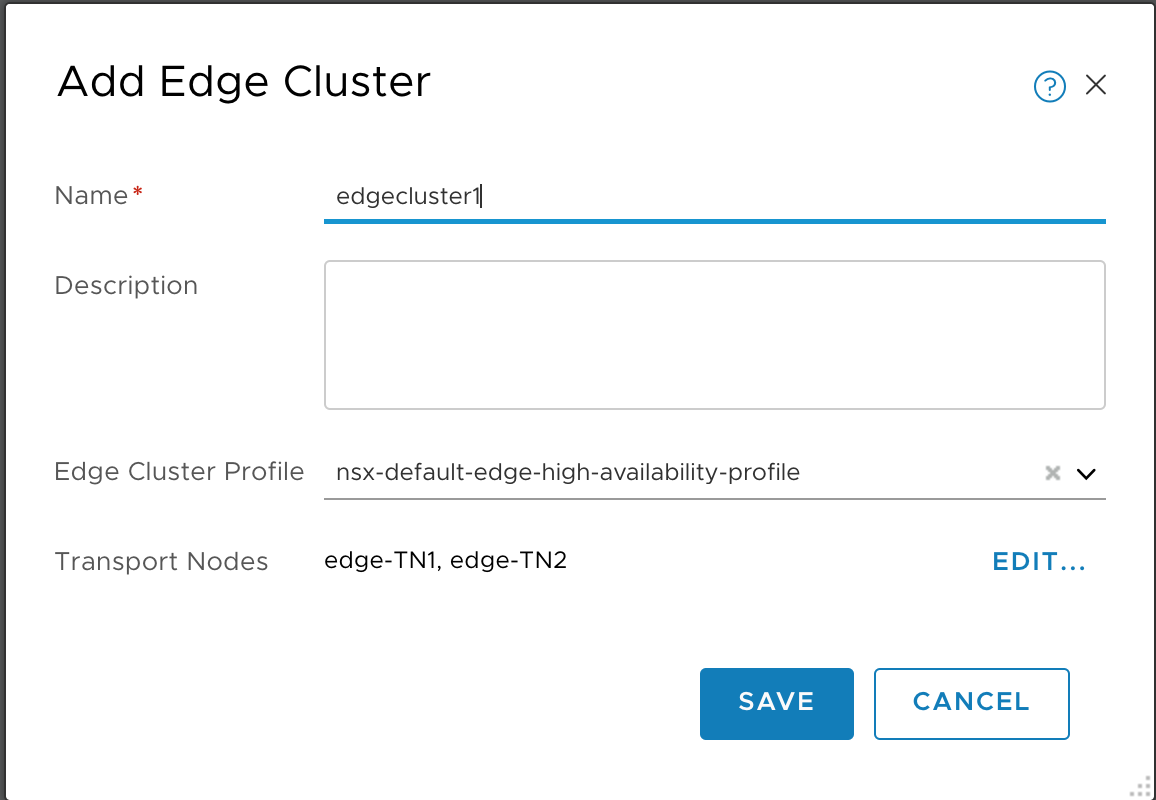 Add Edge Cluster
?
Name* edgecluster1
Description
Edge Cluster Profile nsx-default-edge-high-availability-profile
Transport Nodes edge-TN1, edge-TN2 EDIT...
SAVE CANCEL